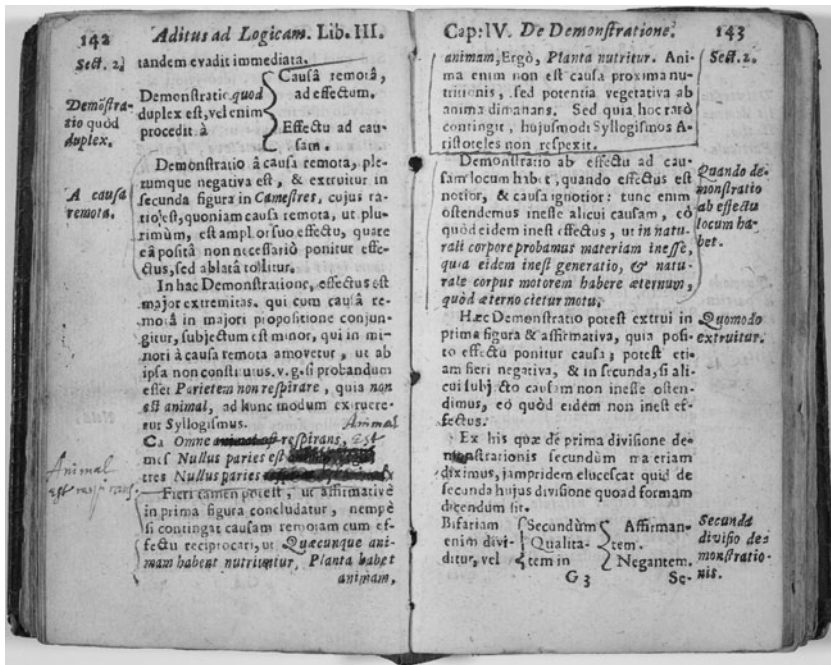 142 Aditus ad Logicam. Lib. III.
Sect. 2. tandem evadit immediata.
Demõstratio quòd duplex.
Demonstratio quod
duplex est, vel enim
procedit à
Causâ remotâ,
ad effectum.
Effectu ad cau-
sam.
A causa
remota.
Demonstratio à causa remota, ple-
rumque negativa est, & extruitur in
secunda figura in Camestres, cujus ra-
tio est, quoniam causa remota, ut plu-
rimùm, est amplior suo effectu, quare
eâ positâ non necessariò ponitur effe-
ctus, sed ablatâ tollitur.
In hac Demonstratione, effectus est
major extremitas, qui cum causâ re-
motâ in majori propositione conjun-
gitur, subjectum est minor, qui in mi-
nori à causa remota amovetur, ut ab
ipsa non constitutus. v. g. si probandum
esset Parietem non respirare, quia non
est animal, ad hunc modum extruere-
tur Syllogismus.
Animal
Ca Omne respirans, est
mes Nullus paries est
tres Nullus paries
Animal
est respirans
Fieri tamen potest, ut affirmativè
in prima figura concludatur, nempè
si contingat causam remotam cum ef-
fectu reciprocari, ut Quæcunque ani-
mam habent nutriuntur, Planta habet
animam,
Cap: IV. De Demonstratione. 143
animam, Ergò, Planta nutritur. Ani- Sect. 2.
ma enim non est causa proxima nu-
tritionis, sed potentia vegetativa ab
anima dimanans. Sed quia hoc rarò
contingit, hujusmodi Syllogismos A-
ristoteles non respexit.
Demonstratio ab effectu ad cau-
sam locum habet, quando effectus est
notior, & causa ignotior: tunc enim
ostendemus inesse alicui causam, eò
quòd eidem inest effectus, ut in natu-
rali corpore probamus materiam inesse,
quia eidem inest generatio, & natu-
rale corpus motorem habere æternum,
quòd æterno cietur motu.
Quando de-
monstratio
ab effectu
locum ha-
bet.
Hæc Demonstratio potest extrui in
prima figura & affirmativa, quia posi-
to effectu ponitur causa; potest eti-
am fieri negativa, & in secunda, si ali-
cui subjecto causam non inesse osten-
dimus, eò quòd eidem non inest ef-
fectus.
Quomodo
extruitur.
Ex his quæ de prima divisione de-
monstrationis secundùm materiam
diximus, jampridem elucescat quid de
secunda hujus divisione quoad formam
dicendum sit.
Bifariam
enim divi-
ditur, vel
Secundùm
Qualita-
tem in
Affirman-
tem.
Negantem.
Secunda
divisio de-
monstratio-
nis.
G 3 Se-